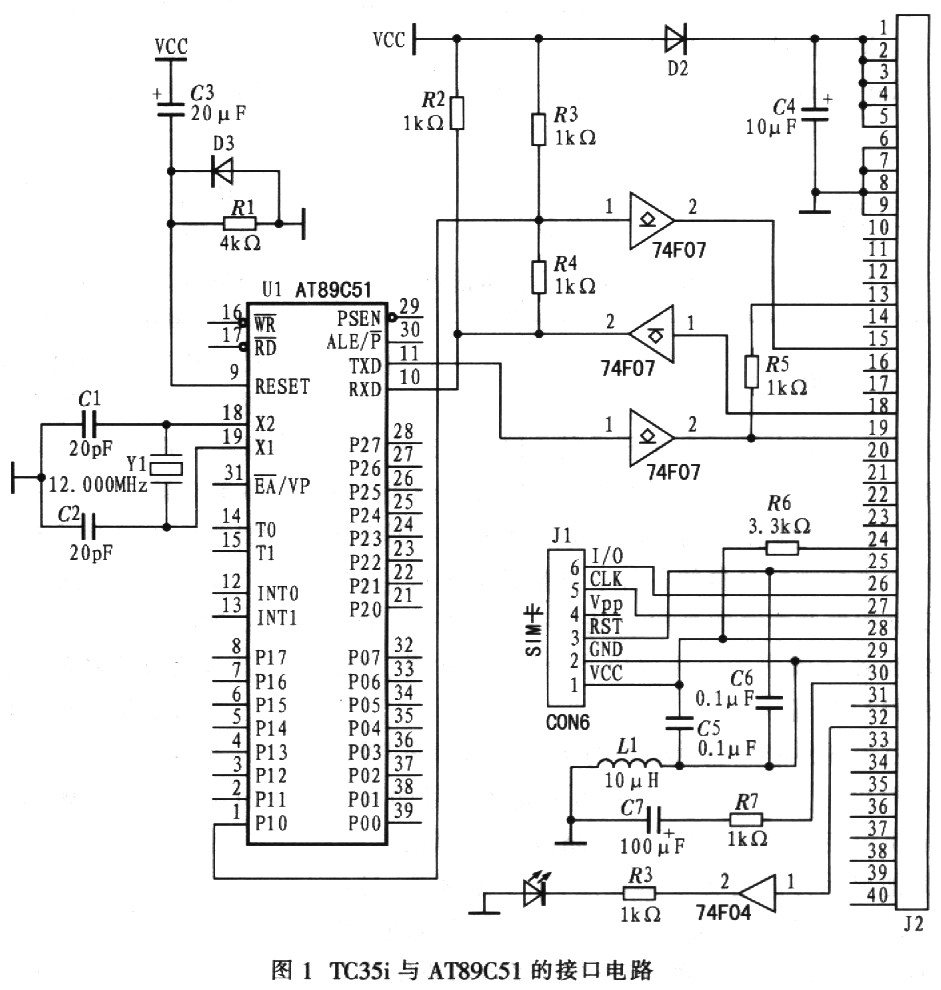 VCC
C3
20μF
D3
R1
4kΩ
VCC
R2
1kΩ
R3
1kΩ
R4
1kΩ
D2
C4
10μF
1 2
74F07
2 1
74F07
1 2
74F07
R5
1kΩ
U1 AT89C51
16 WR
17 RD
9 RESET
18 X2
19 X1
31 EA/VP
14 T0
15 T1
12 INT0
13 INT1
8 P17
7 P16
6 P15
5 P14
4 P13
3 P12
2 P11
1 P10
PSEN 29
ALE/P 30
TXD 11
RXD 10
P27 28
P26 27
P25 26
P24 25
P23 24
P22 23
P21 22
P20 21
P07 32
P06 33
P05 34
P04 35
P03 36
P02 37
P01 38
P00 39
C1
20pF
Y1
12.000MHz
C2
20pF
J1
SIM卡
6 I/O
5 CLK
4 Vpp
3 RST
2 GND
1 VCC
CON6
R6
3.3kΩ
C6
0.1μF
C5
0.1μF
L1
10μH
C7
100μF
R7
1kΩ
R3
1kΩ
2 1
74F04
1
2
3
4
5
6
7
8
9
10
11
12
13
14
15
16
17
18
19
20
21
22
23
24
25
26
27
28
29
30
31
32
33
34
35
36
37
38
39
40
J2
图 1 TC35i 与 AT89C51 的接口电路